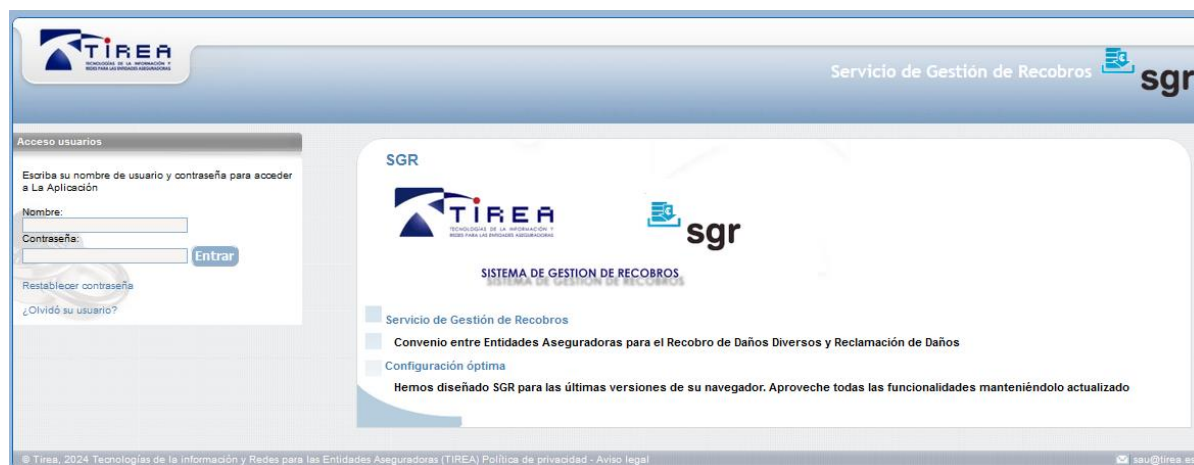 TIREA
TECNOLOGÍAS DE LA INFORMACIÓN Y
REDES PARA LAS ENTIDADES ASEGURADORAS
Servicio de Gestión de Recobros
sgr
Acceso usuarios
Escriba su nombre de usuario y contraseña para acceder
a La Aplicación
Nombre:
Contraseña:
Entrar
Restablecer contraseña
¿Olvidó su usuario?
SGR
TIREA
TECNOLOGÍAS DE LA INFORMACIÓN Y
REDES PARA LAS ENTIDADES ASEGURADORAS
sgr
SISTEMA DE GESTION DE RECOBROS
Servicio de Gestión de Recobros
Convenio entre Entidades Aseguradoras para el Recobro de Daños Diversos y Reclamación de Daños
Configuración óptima
Hemos diseñado SGR para las últimas versiones de su navegador. Aproveche todas las funcionalidades manteniéndolo actualizado
© Tirea, 2024 Tecnologías de la información y Redes para las Entidades Aseguradoras (TIREA) Política de privacidad - Aviso legal
sau@tirea.es